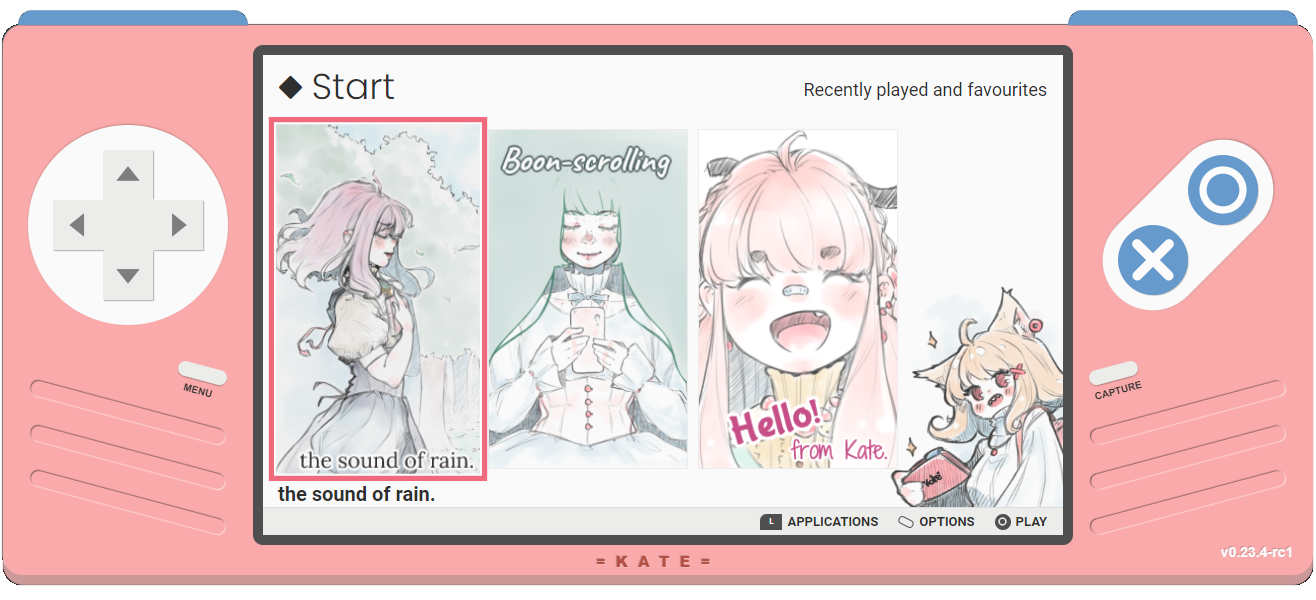 Start
Recently played and favourites
Boon-scrolling
the sound of rain.
Hello!
from Kate.
Kate
C
the sound of rain.
L APPLICATIONS OPTIONS PLAY
MENU
CAPTURE
= KATE =
v0.23.4-rc1